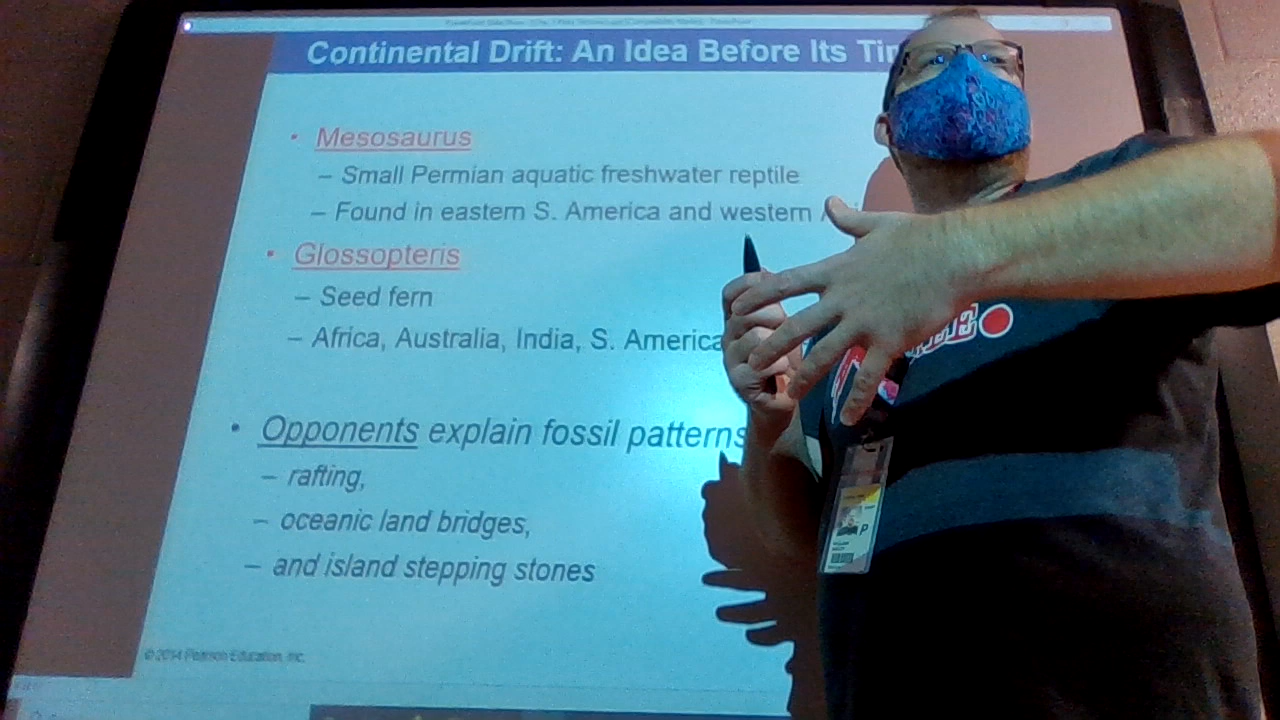 Continental Drift: An Idea Before Its
• Mesosaurus
– Small Permian aquatic freshwater reptile
– Found in eastern S. America and western
• Glossopteris
– Seed fern
– Africa, Australia, India, S. America
• Opponents explain fossil patterns
– rafting,
– oceanic land bridges,
– and island stepping stones
© 2014 Pearson Education, Inc.